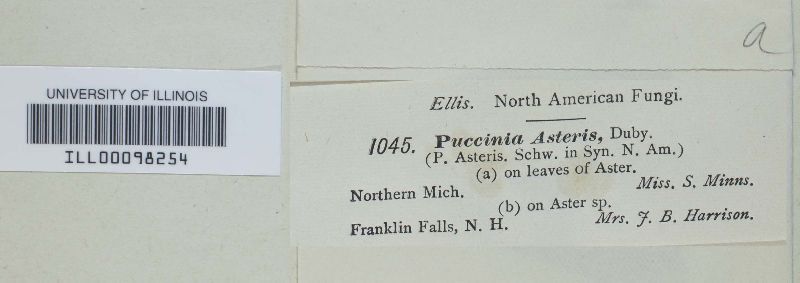 a
UNIVERSITY OF ILLINOIS
ILL00098254
Ellis. North American Fungi.
1045. Puccinia Asteris, Duby.
(P. Asteris. Schw. in Syn. N. Am.)
(a) on leaves of Aster.
Northern Mich. Miss. S. Minns.
(b) on Aster sp.
Franklin Falls, N. H. Mrs. J. B. Harrison.